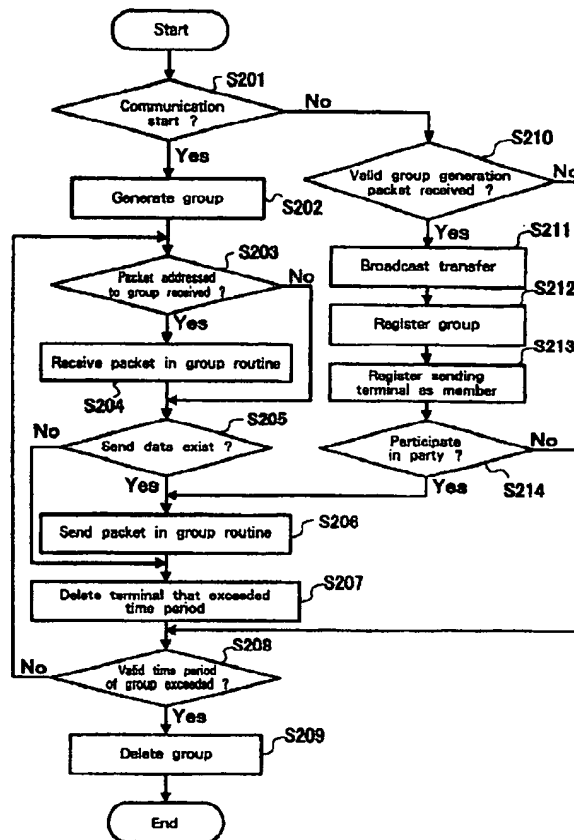 Start
S201
Communication
start ?
No
Yes
S210
Valid group generation
packet received ?
No
Yes
Generate group
S202
S211
Broadcast transfer
S212
Register group
S203
Packet addressed
to group received ?
No
Yes
S213
Register sending
terminal as member
Receive packet in group routine
S204
S205
No
Send data exist ?
Yes
Participate
in party ?
No
Yes
S214
S206
Send packet in group routine
S207
Delete terminal that exceeded
time period
S208
No
Valid time period
of group exceeded ?
Yes
S209
Delete group
End